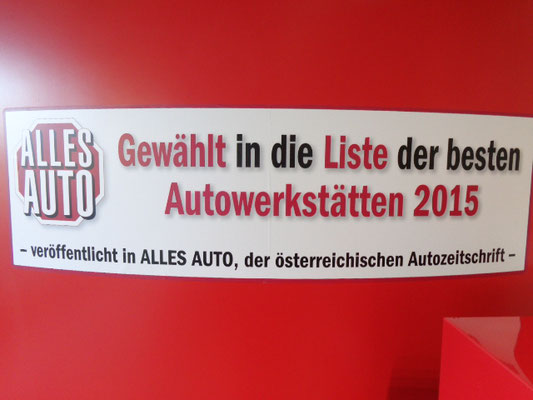 ALLES
AUTO
Gewählt in die Liste der besten
Autowerkstätten 2015
– veröffentlicht in ALLES AUTO, der österreichischen Autozeitschrift –